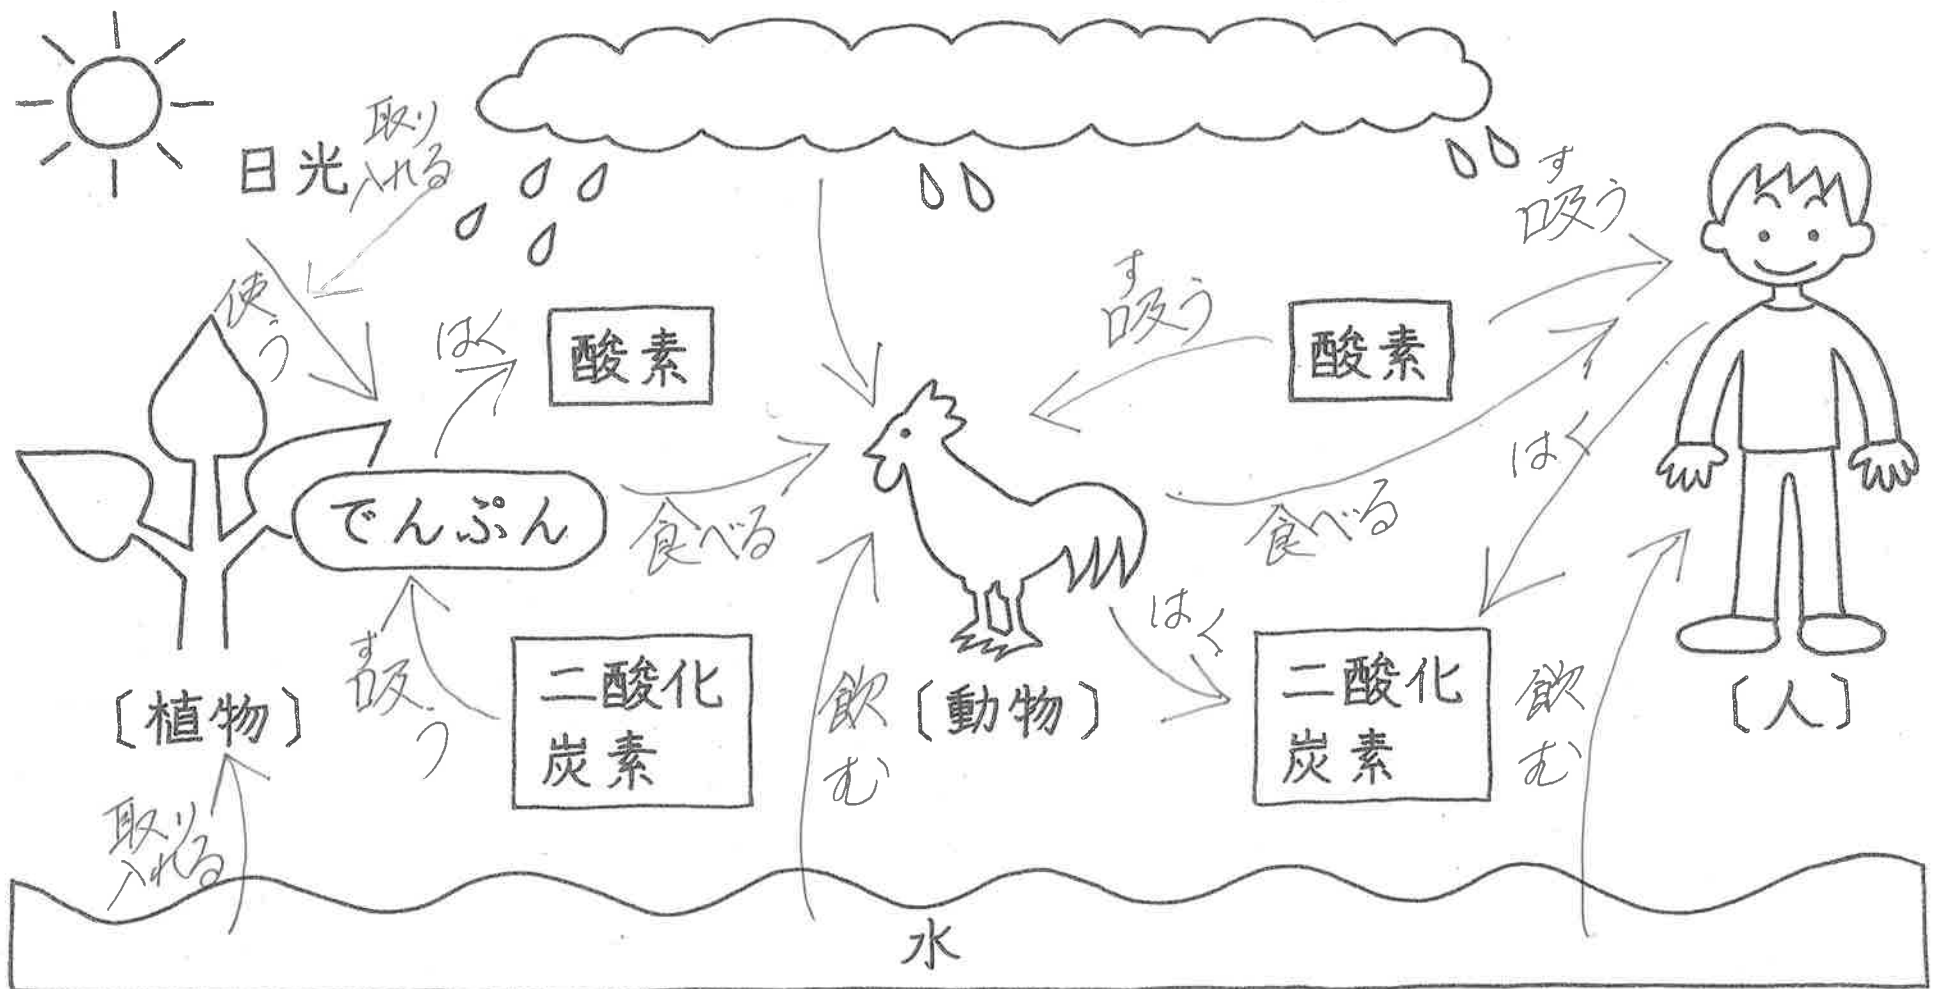 取り
入れる
日光
す
吸う
使
う
はく
酸素
す
吸う
酸素
はく
でんぷん
食べる
食べる
す
吸
う
二酸化
炭素
はく
二酸化
炭素
飲
む
飲
む
〔植物〕
〔動物〕
〔人〕
取り
入れる
水